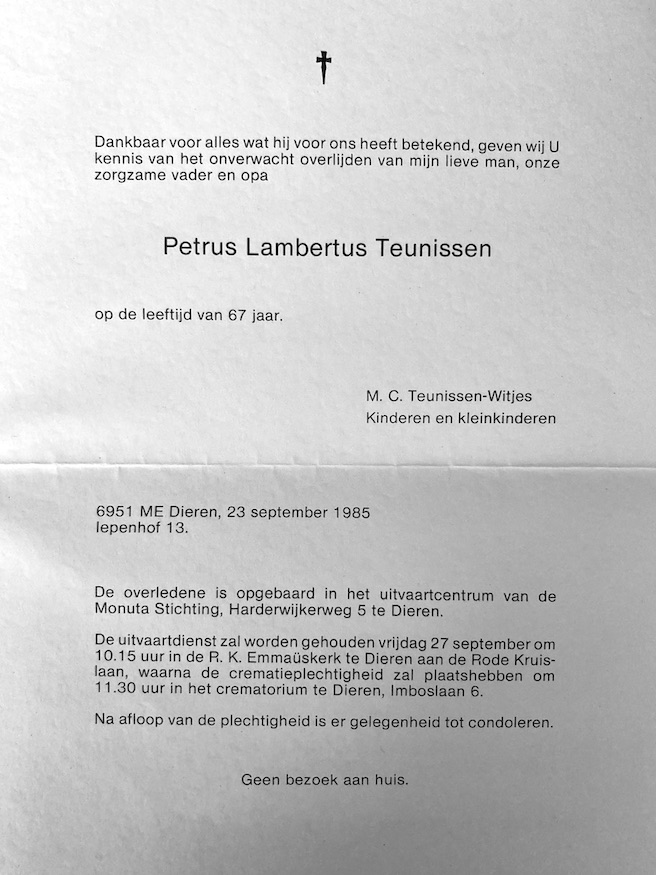 Dankbaar voor alles wat hij voor ons heeft betekend, geven wij U
kennis van het onverwacht overlijden van mijn lieve man, onze
zorgzame vader en opa
Petrus Lambertus Teunissen
op de leeftijd van 67 jaar.
M. C. Teunissen-Witjes
Kinderen en kleinkinderen
6951 ME Dieren, 23 september 1985
Iepenhof 13.
De overledene is opgebaard in het uitvaartcentrum van de
Monuta Stichting, Harderwijkerweg 5 te Dieren.
De uitvaartdienst zal worden gehouden vrijdag 27 september om
10.15 uur in de R. K. Emmaüskerk te Dieren aan de Rode Kruis-
laan, waarna de crematieplechtigheid zal plaatshebben om
11.30 uur in het crematorium te Dieren, Imboslaan 6.
Na afloop van de plechtigheid is er gelegenheid tot condoleren.
Geen bezoek aan huis.